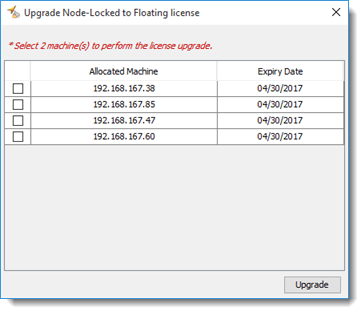 Upgrade Node-Locked to Floating license
*Select 2 machine(s) to perform the license upgrade.
Allocated Machine Expiry Date
192.168.167.38 04/30/2017
192.168.167.85 04/30/2017
192.168.167.47 04/30/2017
192.168.167.60 04/30/2017
Upgrade